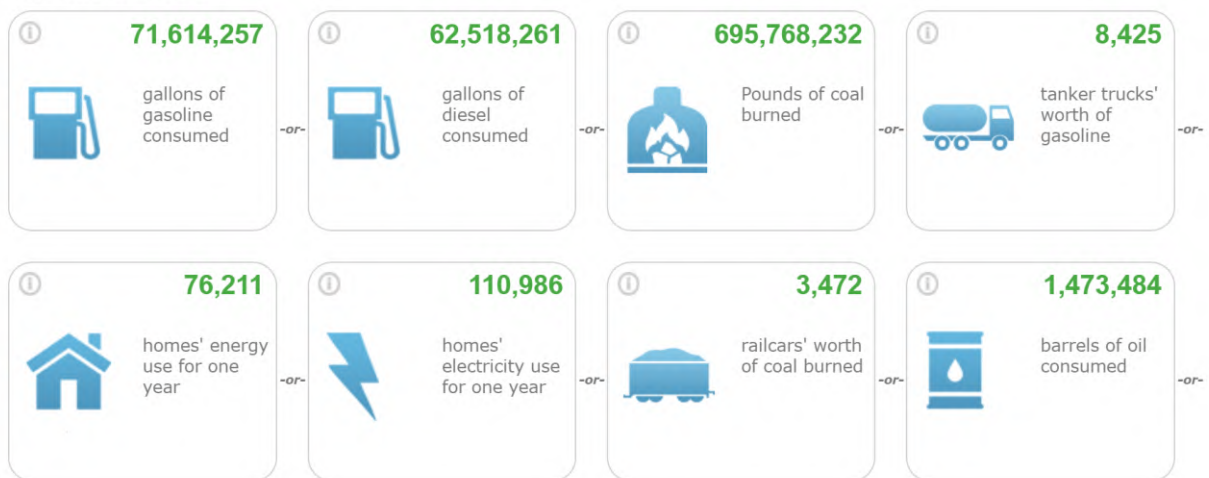 71,614,257
gallons of
gasoline
consumed
-or-
62,518,261
gallons of
diesel
consumed
-or-
695,768,232
Pounds of coal
burned
-or-
8,425
tanker trucks'
worth of
gasoline
-or-
76,211
homes' energy
use for one
year
-or-
110,986
homes'
electricity use
for one year
-or-
3,472
railcars' worth
of coal burned
-or-
1,473,484
barrels of oil
consumed
-or-